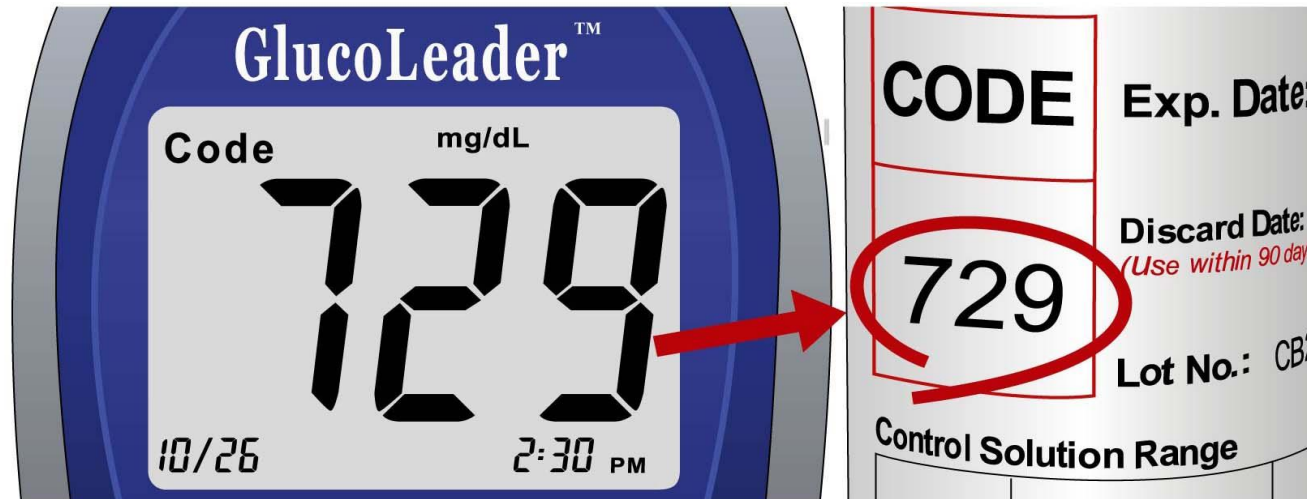 GlucoLeader™
Code mg/dL
729
10/26 2:30 PM
CODE
729
Exp. Date:
Discard Date:
(Use within 90 day
Lot No.: CB
Control Solution Range